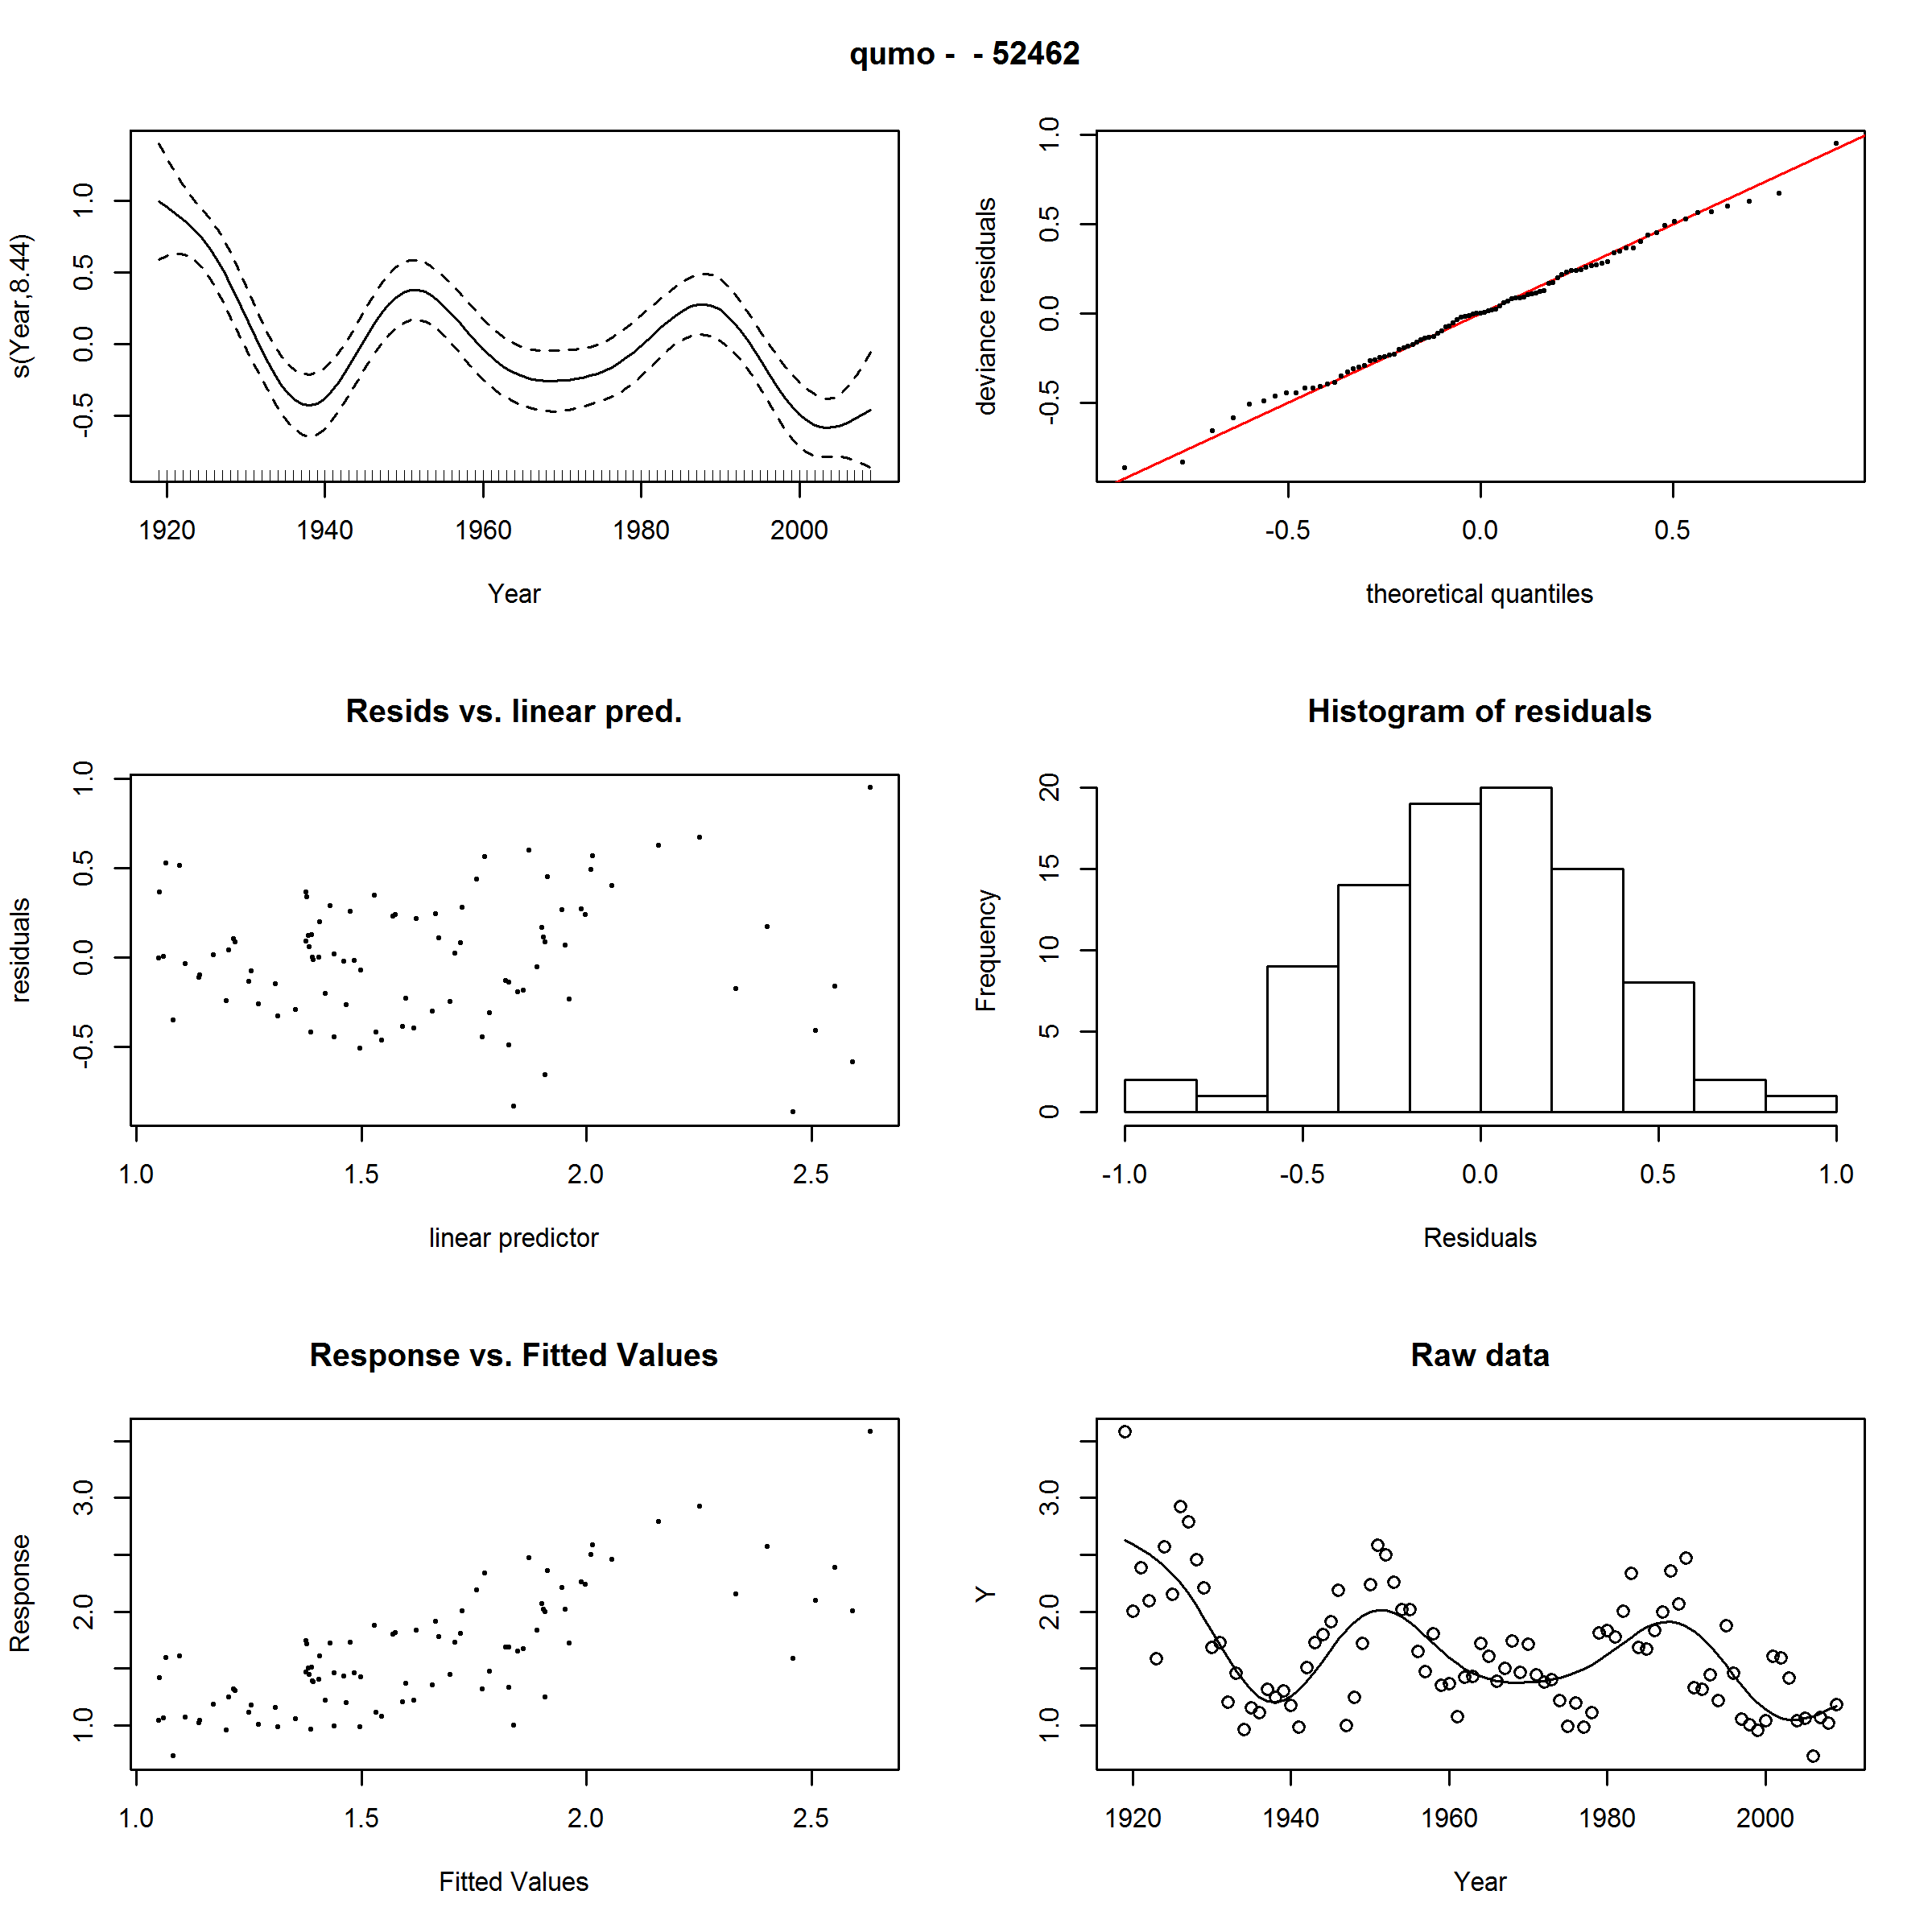 qumo -  - 52462
s(Year,8.44)
1.0
0.5
0.0
-0.5
1920 1940 1960 1980 2000
Year
deviance residuals
1.0
0.5
0.0
-0.5
-0.5 0.0 0.5
theoretical quantiles
Resids vs. linear pred.
residuals
1.0
0.5
0.0
-0.5
1.0 1.5 2.0 2.5
linear predictor
Histogram of residuals
Frequency
20
15
10
5
0
-1.0 -0.5 0.0 0.5 1.0
Residuals
Response vs. Fitted Values
Response
3.0
2.0
1.0
1.0 1.5 2.0 2.5
Fitted Values
Raw data
Y
3.0
2.0
1.0
1920 1940 1960 1980 2000
Year